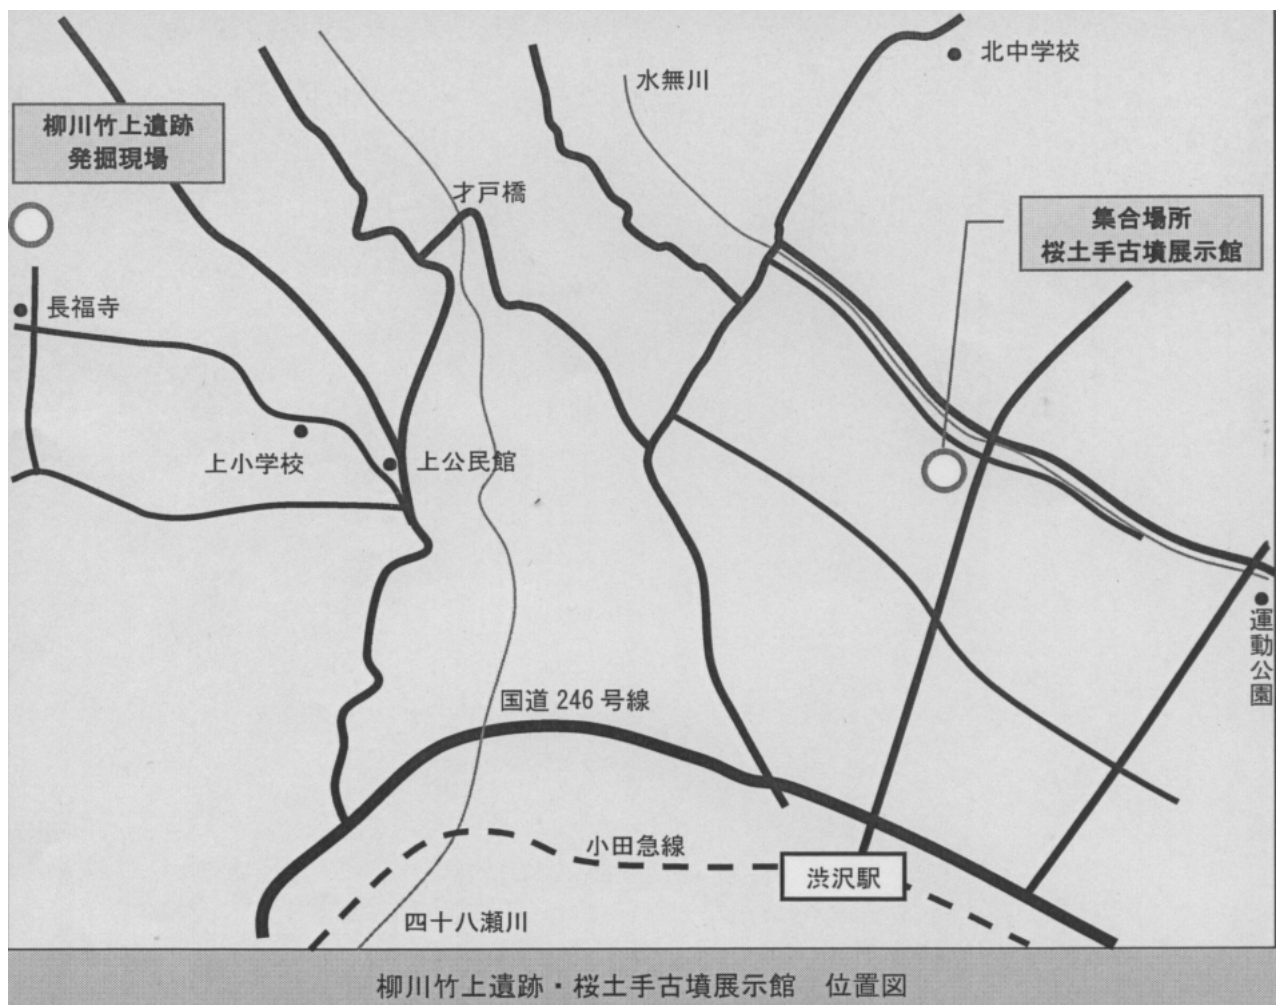 北中学校
水無川
柳川竹上遺跡
発掘現場
才戸橋
集合場所
桜土手古墳展示館
長福寺
上小学校
上公民館
運動公園
国道246号線
小田急線
渋沢駅
四十八瀬川
柳川竹上遺跡・桜土手古墳展示館　位置図